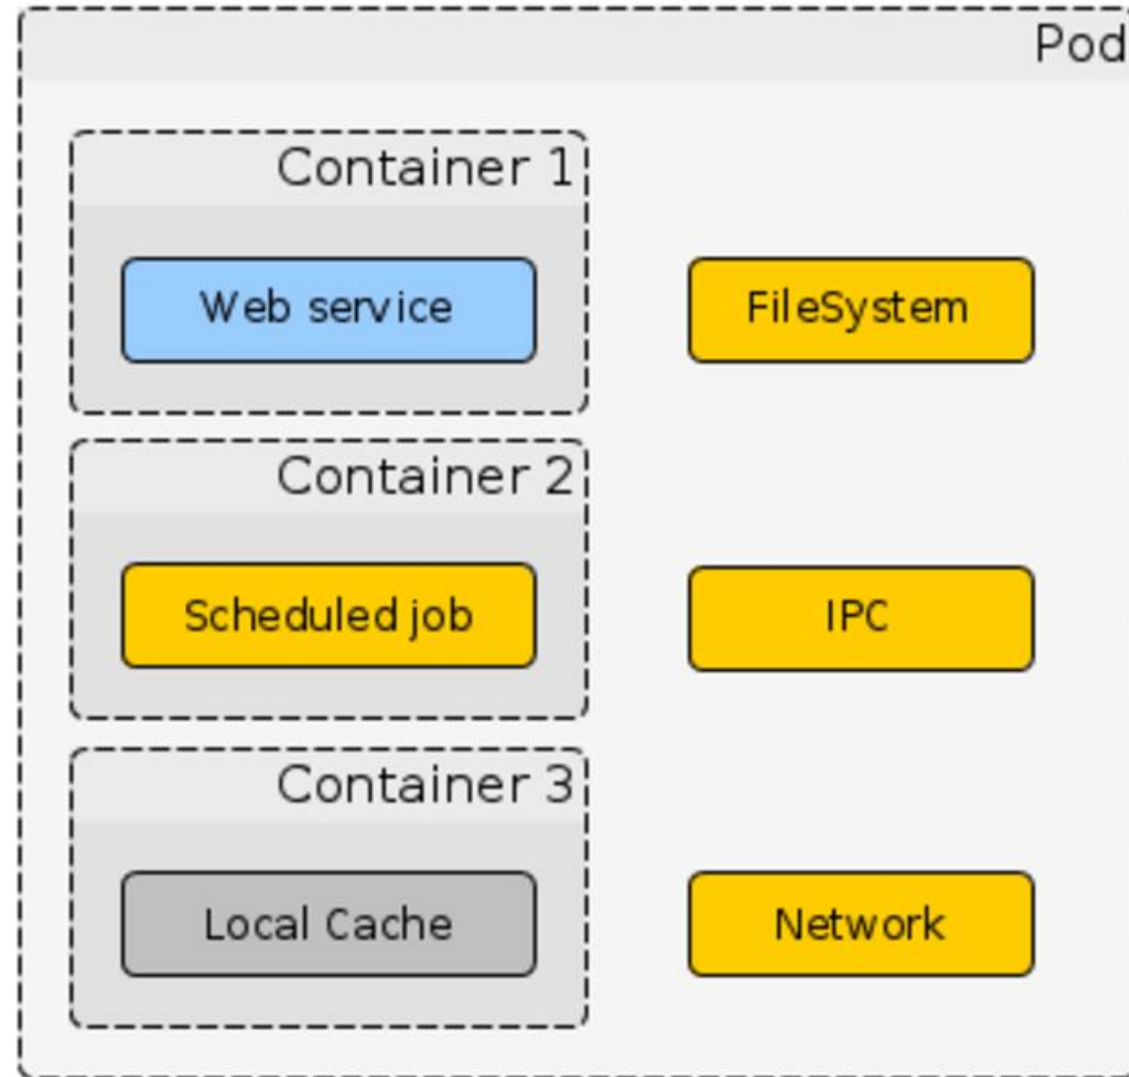 Pod
Container 1
Web service
FileSystem
Container 2
Scheduled job
IPC
Container 3
Local Cache
Network